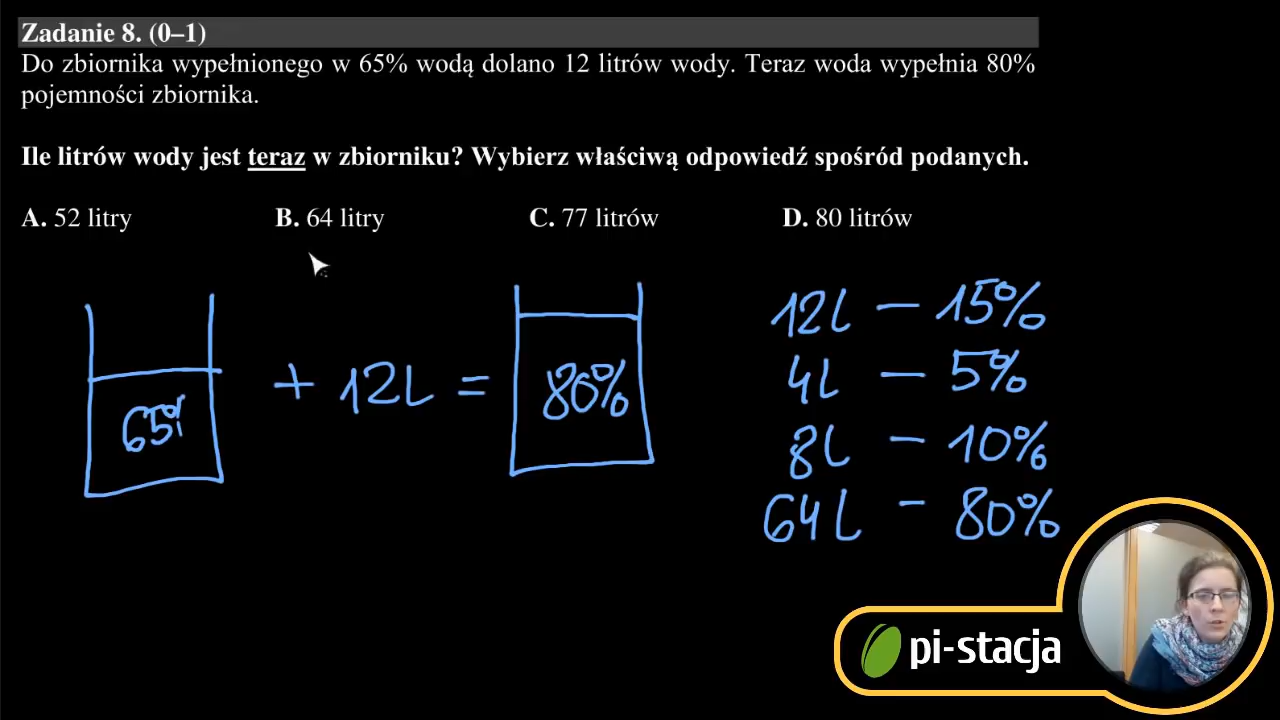 Zadanie 8. (0–1)
Do zbiornika wypełnionego w 65% wodą dolano 12 litrów wody. Teraz woda wypełnia 80%
pojemności zbiornika.
Ile litrów wody jest teraz w zbiorniku? Wybierz właściwą odpowiedź spośród podanych.
A. 52 litry B. 64 litry C. 77 litrów D. 80 litrów
65% + 12l = 80%
12l – 15%
4l – 5%
8l – 10%
64l – 80%
pi-stacja